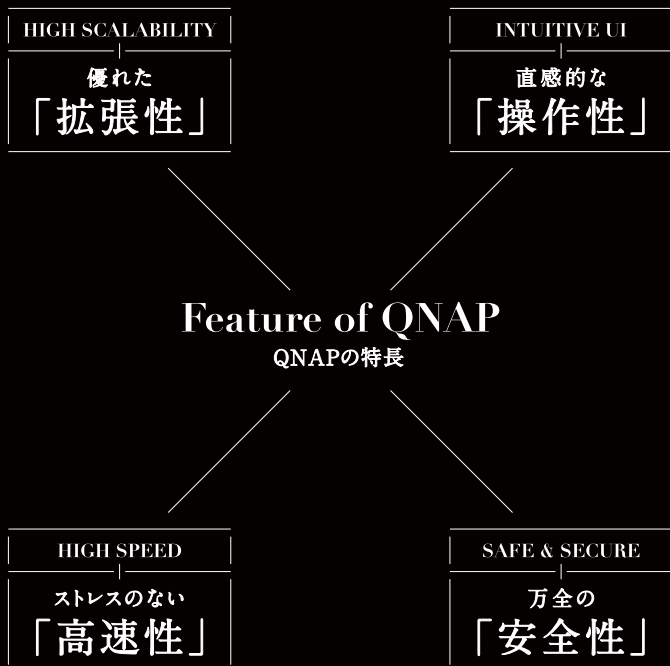 HIGH SCALABILITY
優れた
「拡張性」
INTUITIVE UI
直感的な
「操作性」
Feature of QNAP
QNAPの特長
HIGH SPEED
ストレスのない
「高速性」
SAFE & SECURE
万全の
「安全性」